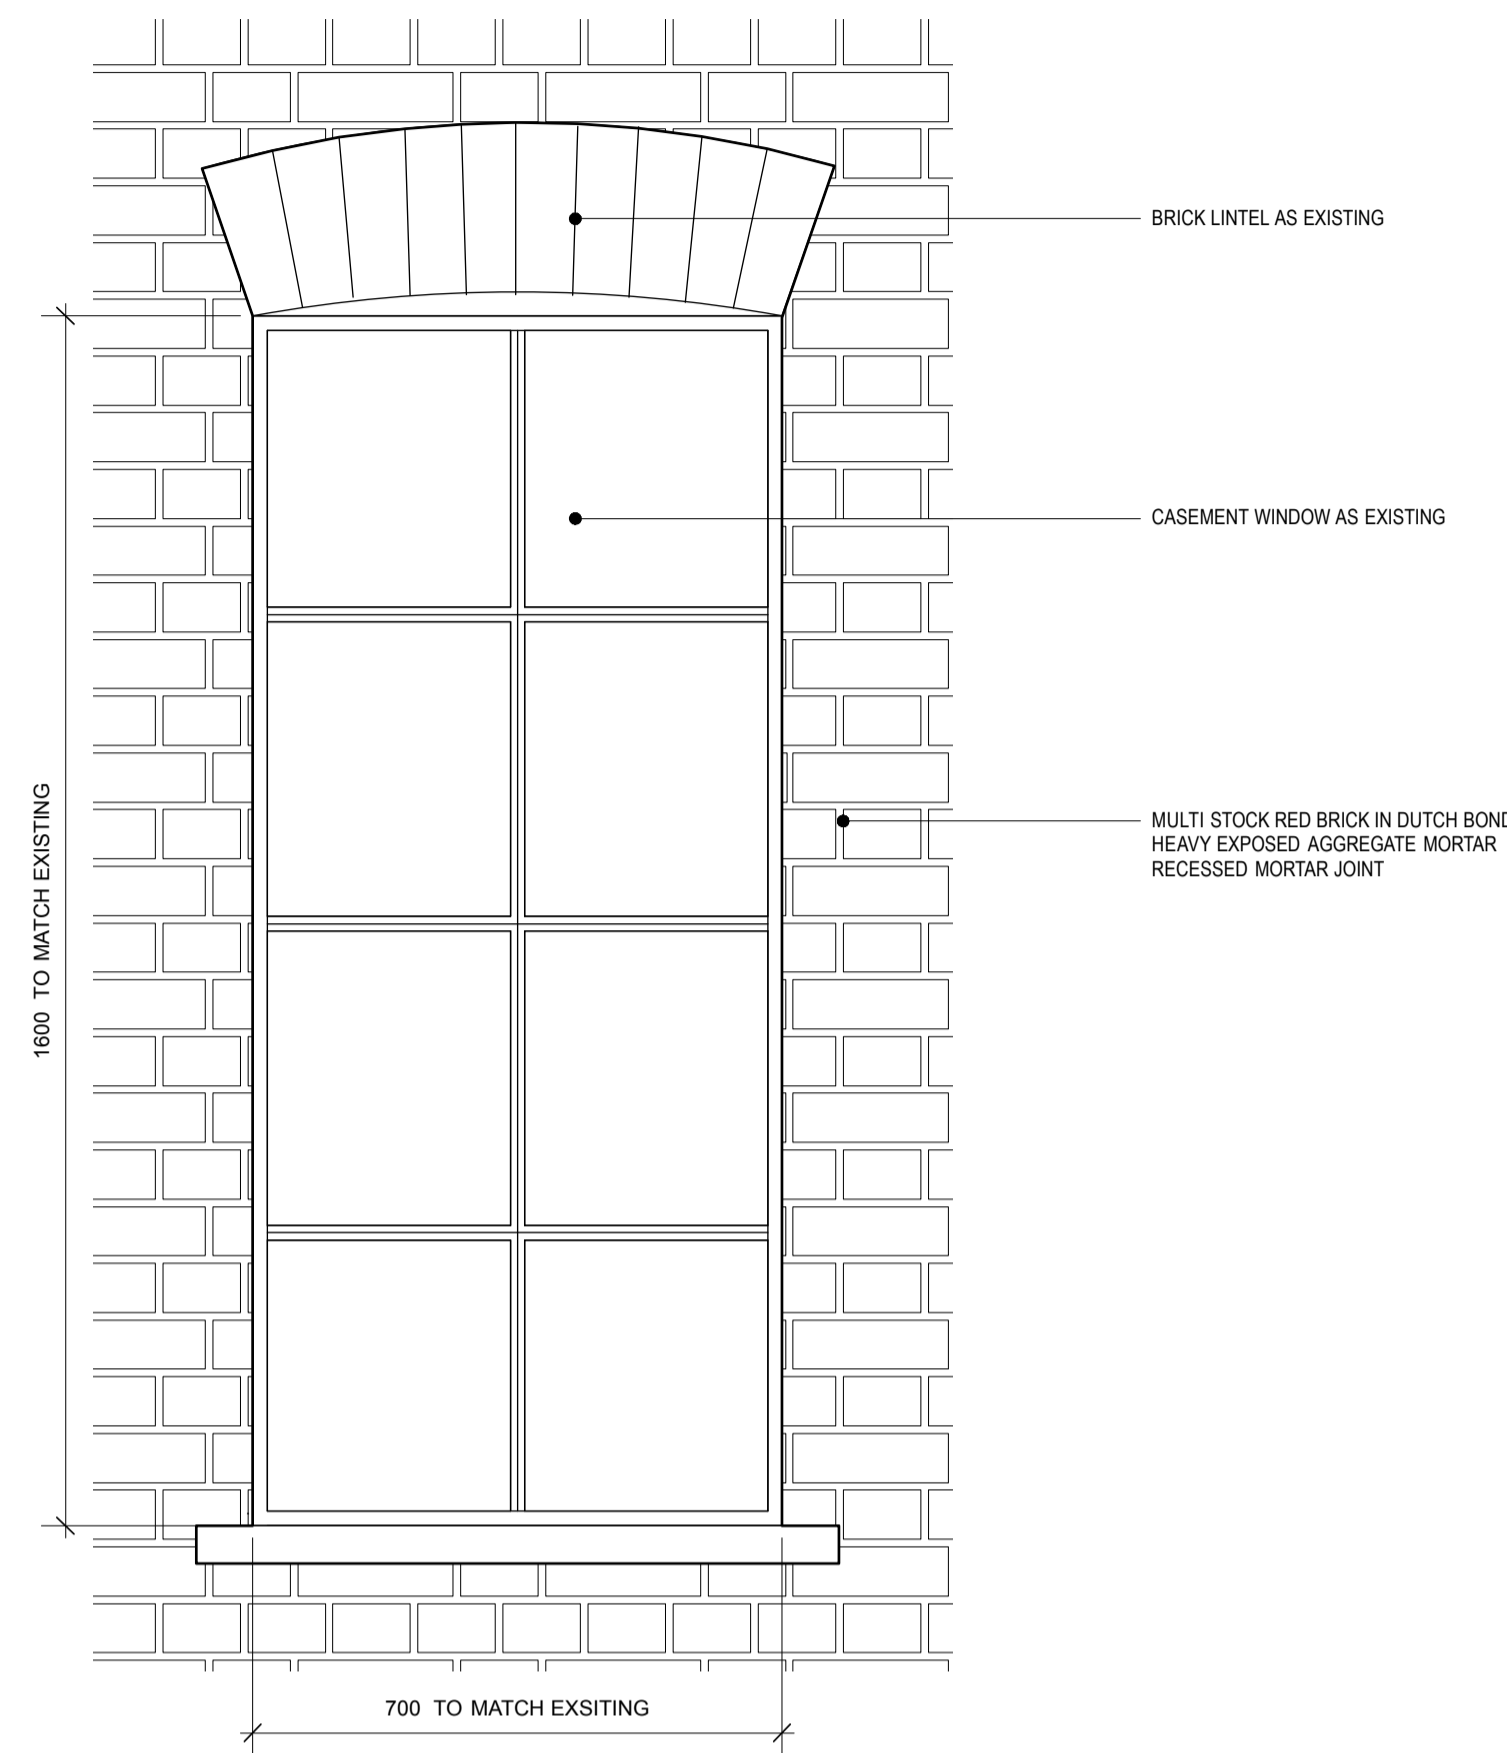 BRICK LINTEL AS EXISTING
CASEMENT WINDOW AS EXISTING
MULTI STOCK RED BRICK IN DUTCH BOND
HEAVY EXPOSED AGGREGATE MORTAR
RECESSED MORTAR JOINT
1600 TO MATCH EXISTING
700 TO MATCH EXSITING